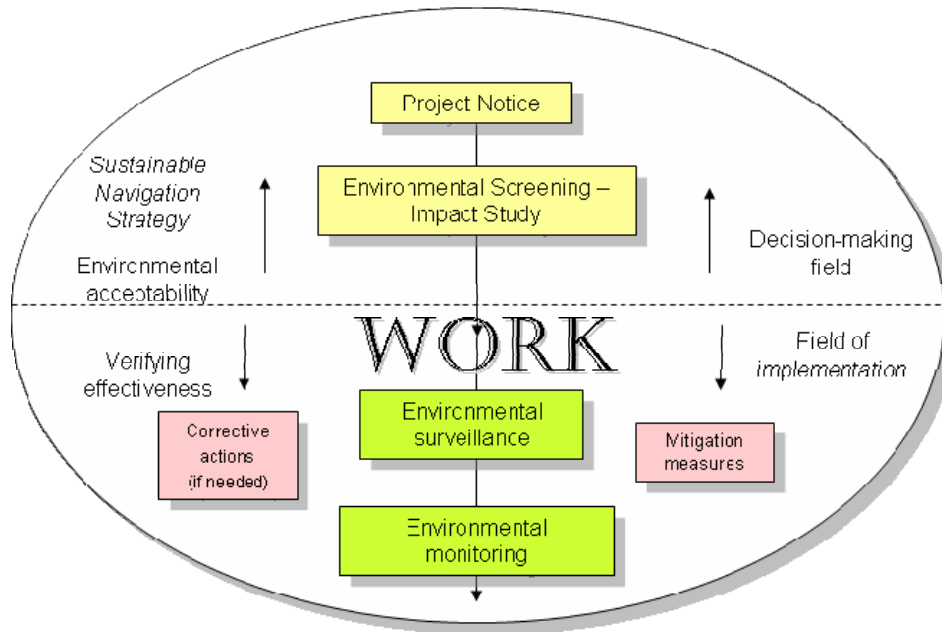 Project Notice
Environmental Screening –
Impact Study
Sustainable
Navigation
Strategy
Environmental
acceptability
Decision-making
field
WORK
Verifying
effectiveness
Field of
implementation
Corrective
actions
(if needed)
Environmental
surveillance
Mitigation
measures
Environmental
monitoring